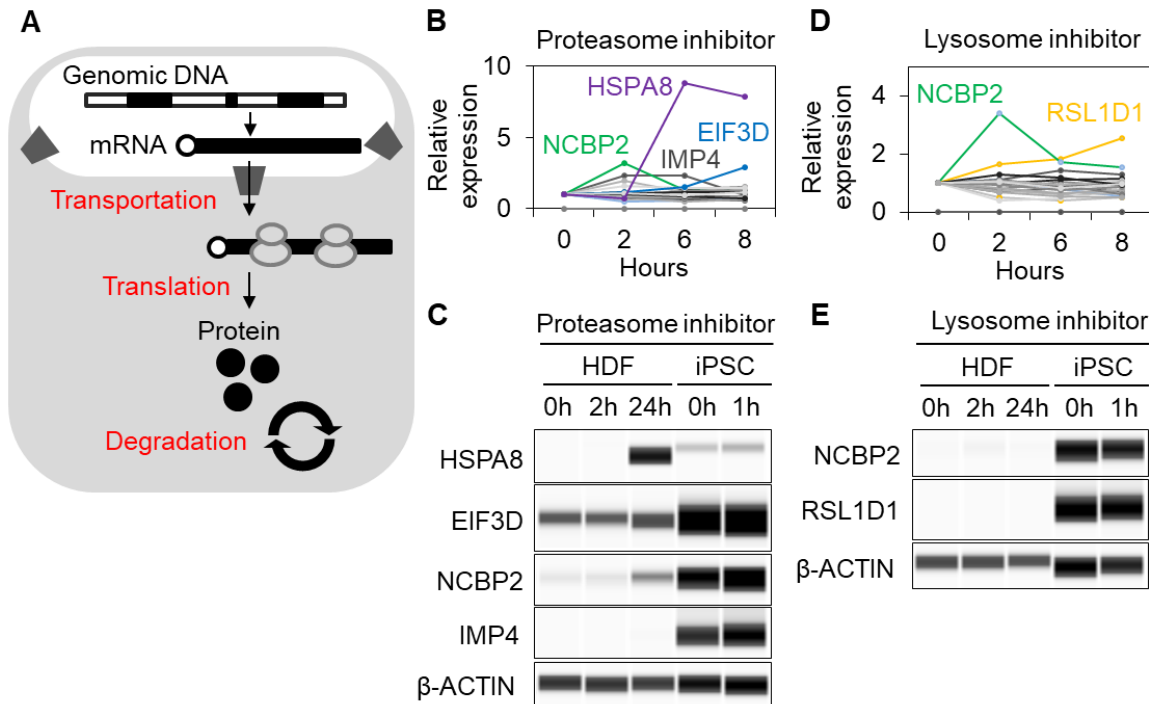 A
Genomic DNA
mRNA
Transportation
Translation
Protein
Degradation
B
Proteasome inhibitor
Relative
expression
10
5
0
HSPA8
NCBP2
EIF3D
IMP4
0 2 6 8
Hours
D
Lysosome inhibitor
Relative
expression
4
2
0
NCBP2
RSL1D1
0 2 6 8
Hours
C
Proteasome inhibitor
HDF iPSC
0h 2h 24h 0h 1h
HSPA8
EIF3D
NCBP2
IMP4
β-ACTIN
E
Lysosome inhibitor
HDF iPSC
0h 2h 24h 0h 1h
NCBP2
RSL1D1
β-ACTIN